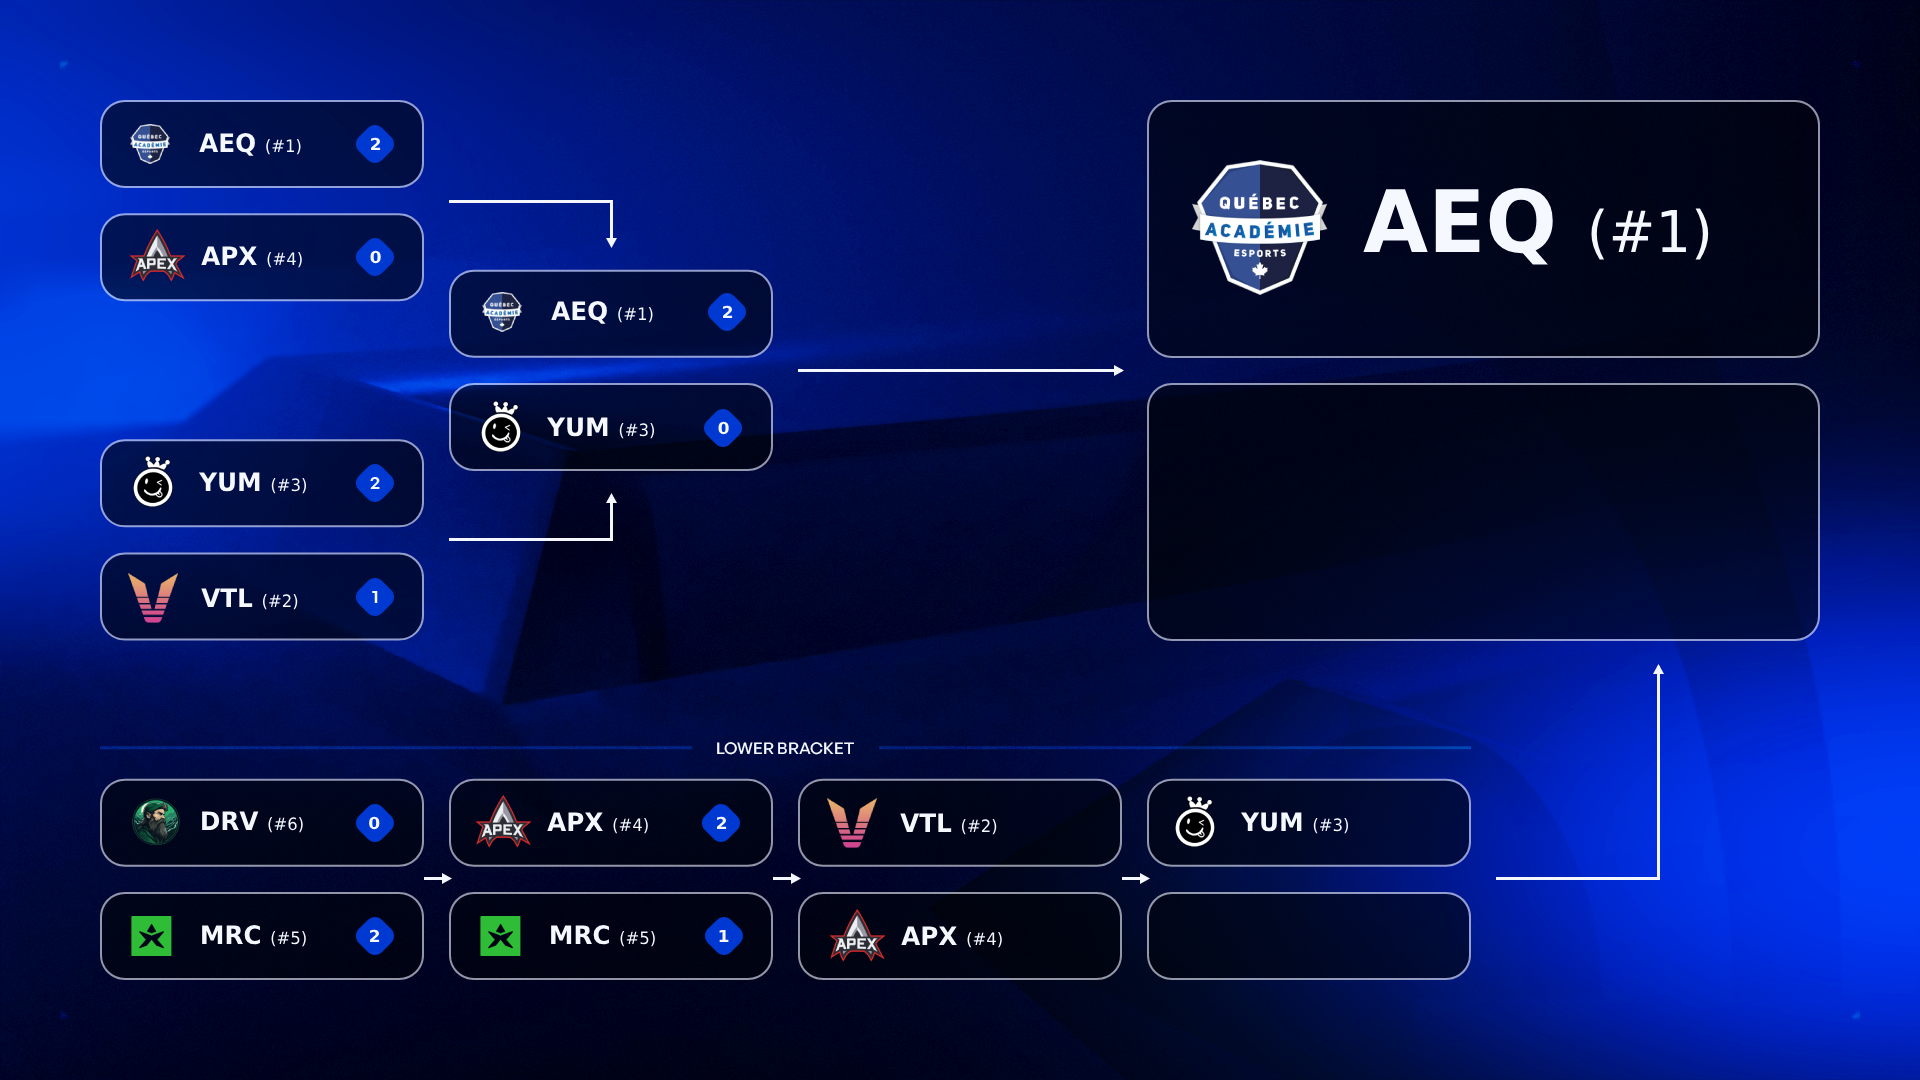 AEQ (#1) 2
APX (#4) 0
YUM (#3) 2
VTL (#2) 1
AEQ (#1) 2
YUM (#3) 0
QUÉBEC
ACADÉMIE
ESPORTS
AEQ (#1)
LOWER BRACKET
DRV (#6) 0
MRC (#5) 2
APEX APX (#4) 2
MRC (#5) 1
VTL (#2)
APEX APX (#4)
YUM (#3)